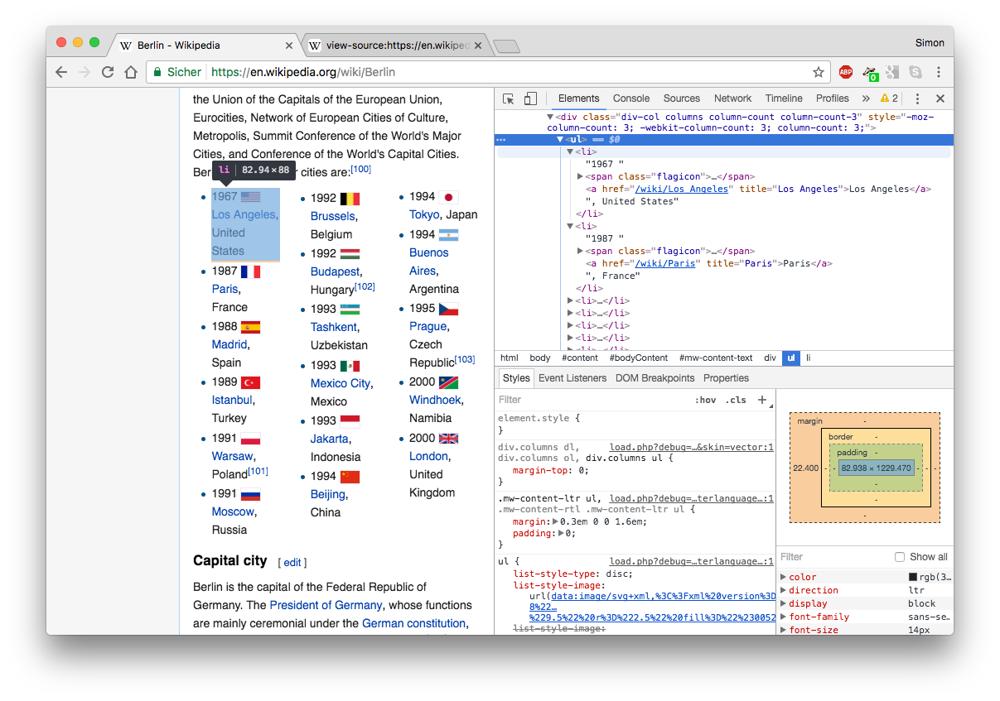 Berlin - Wikipedia
view-source:https://en.wikiped
Simon
Sicher
https://en.wikipedia.org/wiki/Berlin
ABP
0
the Union of the Capitals of the European Union,
Eurocities, Network of European Cities of Culture,
Metropolis, Summit Conference of the World's Major
Cities, and Conference of the World's Capital Cities.
Ber
cities are:[100]
li 82.94×88
1967
Los Angeles,
United
States
1987
Paris,
France
1988
Madrid,
Spain
1989
Istanbul,
Turkey
1991
Warsaw,
Poland[101]
1991
Moscow,
Russia
1992
Brussels,
Belgium
1992
Budapest,
Hungary[102]
1993
Tashkent,
Uzbekistan
1993
Mexico City,
Mexico
1993
Jakarta,
Indonesia
1994
Beijing,
China
1994
Tokyo, Japan
1994
Buenos
Aires,
Argentina
1995
Prague,
Czech
Republic[103]
2000
Windhoek,
Namibia
2000
London,
United
Kingdom
Capital city [ edit ]
Berlin is the capital of the Federal Republic of
Germany. The President of Germany, whose functions
are mainly ceremonial under the German constitution,
Elements Console Sources Network Timeline Profiles » 2
<div class="div-col columns column-count column-count-3" style="-moz-
column-count: 3; -webkit-column-count: 3; column-count: 3;">
… <ul> == $0
<li>
"1967 "
<span class="flagicon">…</span>
<a href="/wiki/Los_Angeles" title="Los Angeles">Los Angeles</a>
", United States"
</li>
<li>
"1987 "
<span class="flagicon">…</span>
<a href="/wiki/Paris" title="Paris">Paris</a>
", France"
</li>
<li>…</li>
<li>…</li>
<li>…</li>
<li>…</li>
html body #content #bodyContent #mw-content-text div ul li
Styles Event Listeners DOM Breakpoints Properties
Filter :hov .cls +
element.style {
}
div.columns dl, load.php?debug=…&skin=vector:1
div.columns ol, div.columns ul {
margin-top: 0;
}
.mw-content-ltr ul, load.php?debug=…terlanguage…:1
.mw-content-rtl .mw-content-ltr ul {
margin: 0.3em 0 0 1.6em;
padding: 0;
}
ul { load.php?debug=…terlanguage…:1
list-style-type: disc;
list-style-image:
url(data:image/svg+xml,%3C%3Fxml%20version%3D
8%22…
%229.5%22%20r%3D%222.5%22%20fill%3D%22%230052
list-style-image:
margin -
border -
padding -
22.400 - - 82.938 × 1229.470 - - -
-
-
-
Filter Show all
color rgb(3…
direction ltr
display block
font-family sans-se…
font-size 14px